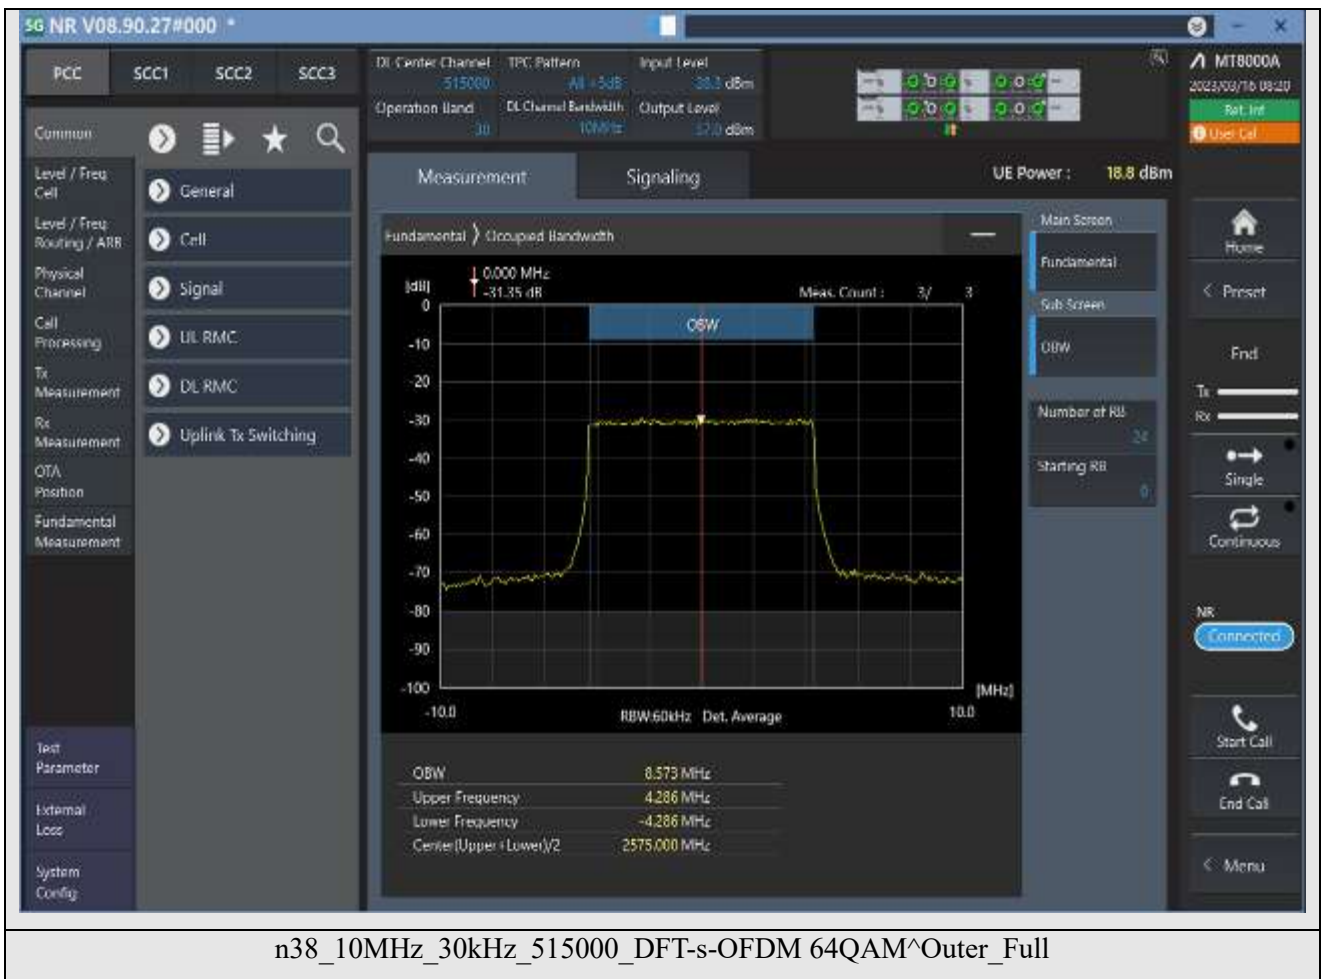 5G NR V08.90.27#000 *
PCC SCC1 SCC2 SCC3
DL Center Channel TPC Pattern Input Level
515000 All +3dB dBm
Operation Band DL Channel Bandwidth Output Level
10MHz dBm
MT8000A
2023/03/16 08:20
Ref. Int
User Cal
Common
Level / Freq
Cell
Level / Freq
Routing / ARB
Physical
Channel
Call
Processing
Tx
Measurement
Rx
Measurement
OTA
Position
Fundamental
Measurement
Test
Parameter
External
Loss
System
Config
General
Cell
Signal
UL RMC
DL RMC
Uplink Tx Switching
Measurement Signaling UE Power : 18.8 dBm
Fundamental Occupied Bandwidth
[dB] 0.000 MHz
-31.35 dB Meas. Count : 3/ 3
OBW
0
-10
-20
-30
-40
-50
-60
-70
-80
-90
-100
[MHz]
-10.0 RBW:60kHz Det. Average 10.0
OBW 8.573 MHz
Upper Frequency 4.286 MHz
Lower Frequency -4.286 MHz
Center(Upper+Lower)/2 2575.000 MHz
Main Screen
Fundamental
Sub Screen
OBW
Number of RB
24
Starting RB
0
Home
Preset
End
Tx
Rx
Single
Continuous
NR
Connected
Start Call
End Call
Menu
n38_10MHz_30kHz_515000_DFT-s-OFDM 64QAM^Outer_Full